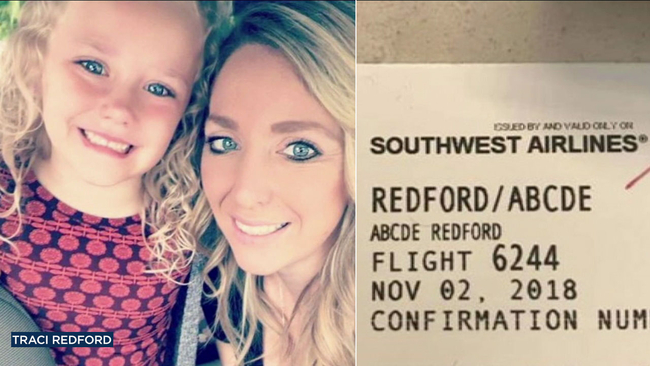 TRACI REDFORD
ISSUED BY AND VALID ONLY ON
SOUTHWEST AIRLINES®
REDFORD/ABCDE
ABCDE REDFORD
FLIGHT 6244
NOV 02, 2018
CONFIRMATION NUM